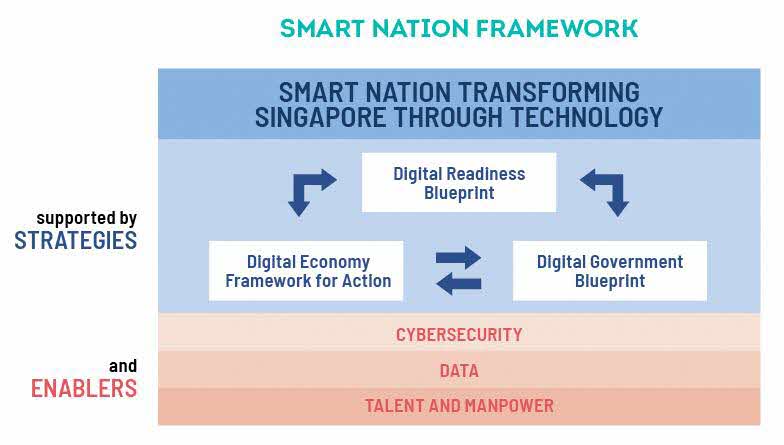 SMART NATION FRAMEWORK
SMART NATION TRANSFORMING
SINGAPORE THROUGH TECHNOLOGY
supported by
STRATEGIES
Digital Readiness
Blueprint
Digital Economy
Framework for Action
Digital Government
Blueprint
and
ENABLERS
CYBERSECURITY
DATA
TALENT AND MANPOWER